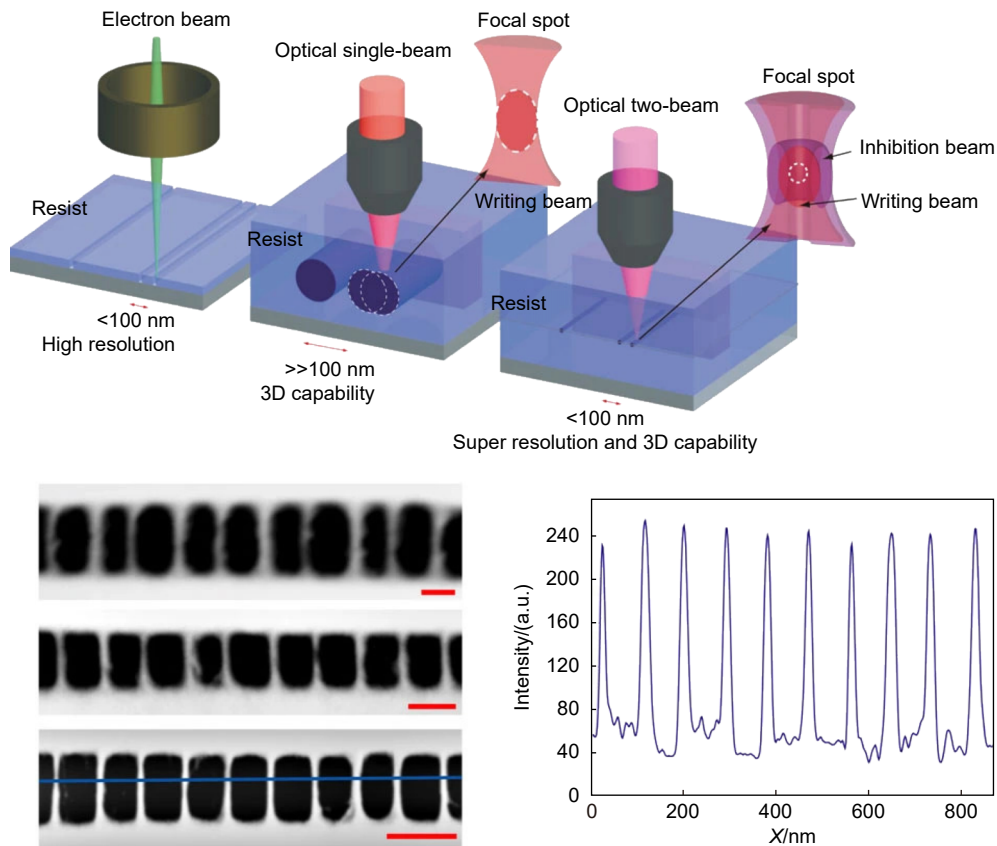 Electron beam
Resist
<100 nm
High resolution
Optical single-beam
Focal spot
Writing beam
Resist
>>100 nm
3D capability
Optical two-beam
Focal spot
Inhibition beam
Writing beam
Resist
<100 nm
Super resolution and 3D capability
Intensity/(a.u.)
240
200
160
120
80
40
0
0
200
400
600
800
X/nm